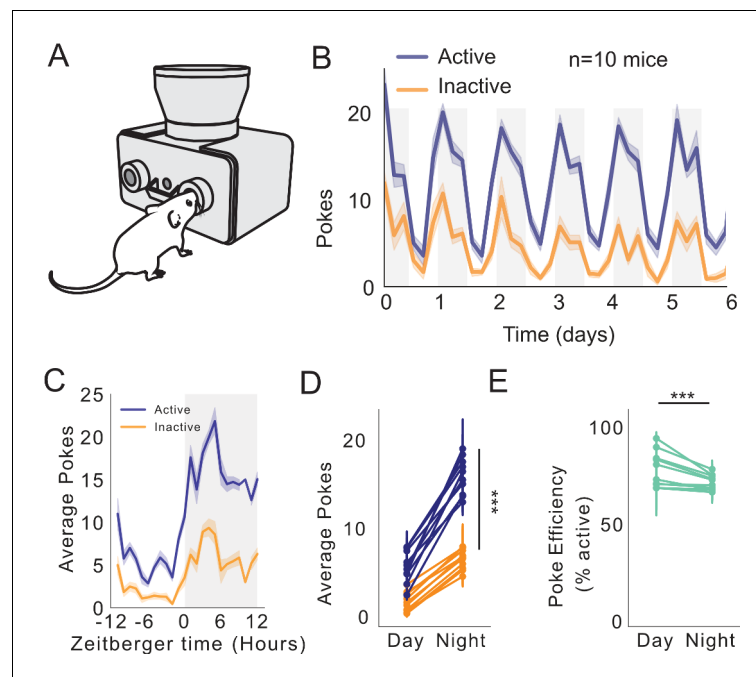 A
B
Active
Inactive
n=10 mice
20
10
0
Pokes
0 1 2 3 4 5 6
Time (days)
C
25
20
15
10
5
0
Active
Inactive
Average Pokes
-12 -6 0 6 12
Zeitberger time (Hours)
D
20
10
0
Average Pokes
***
Day Night
E
***
100
50
0
Poke Efficiency
(% active)
Day Night